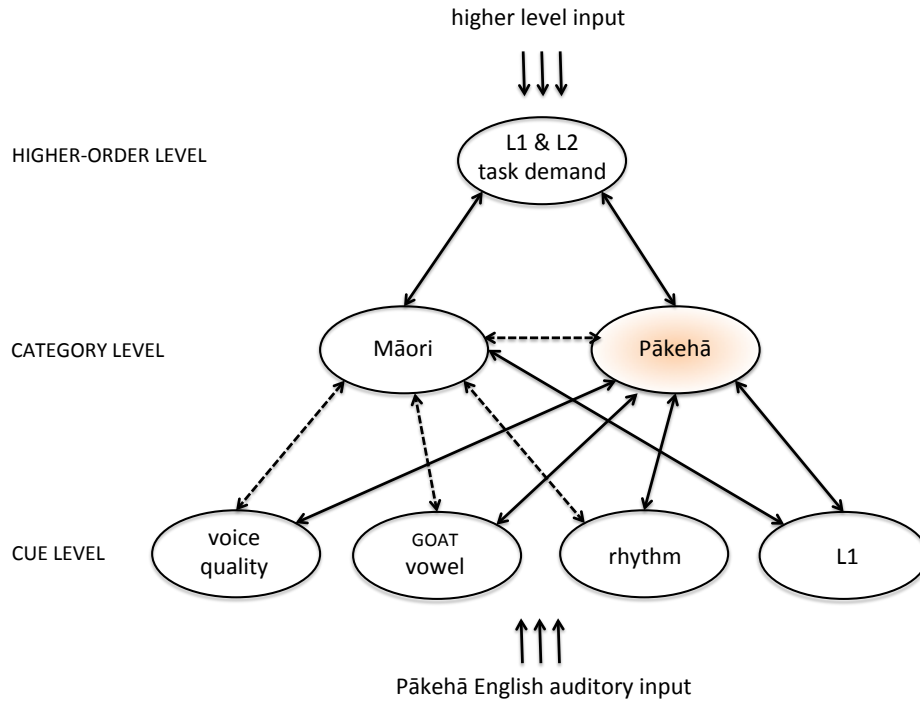 higher level input
HIGHER-ORDER LEVEL
L1 & L2
task demand
CATEGORY LEVEL
Māori
Pākehā
CUE LEVEL
voice
quality
GOAT
vowel
rhythm
L1
Pākehā English auditory input